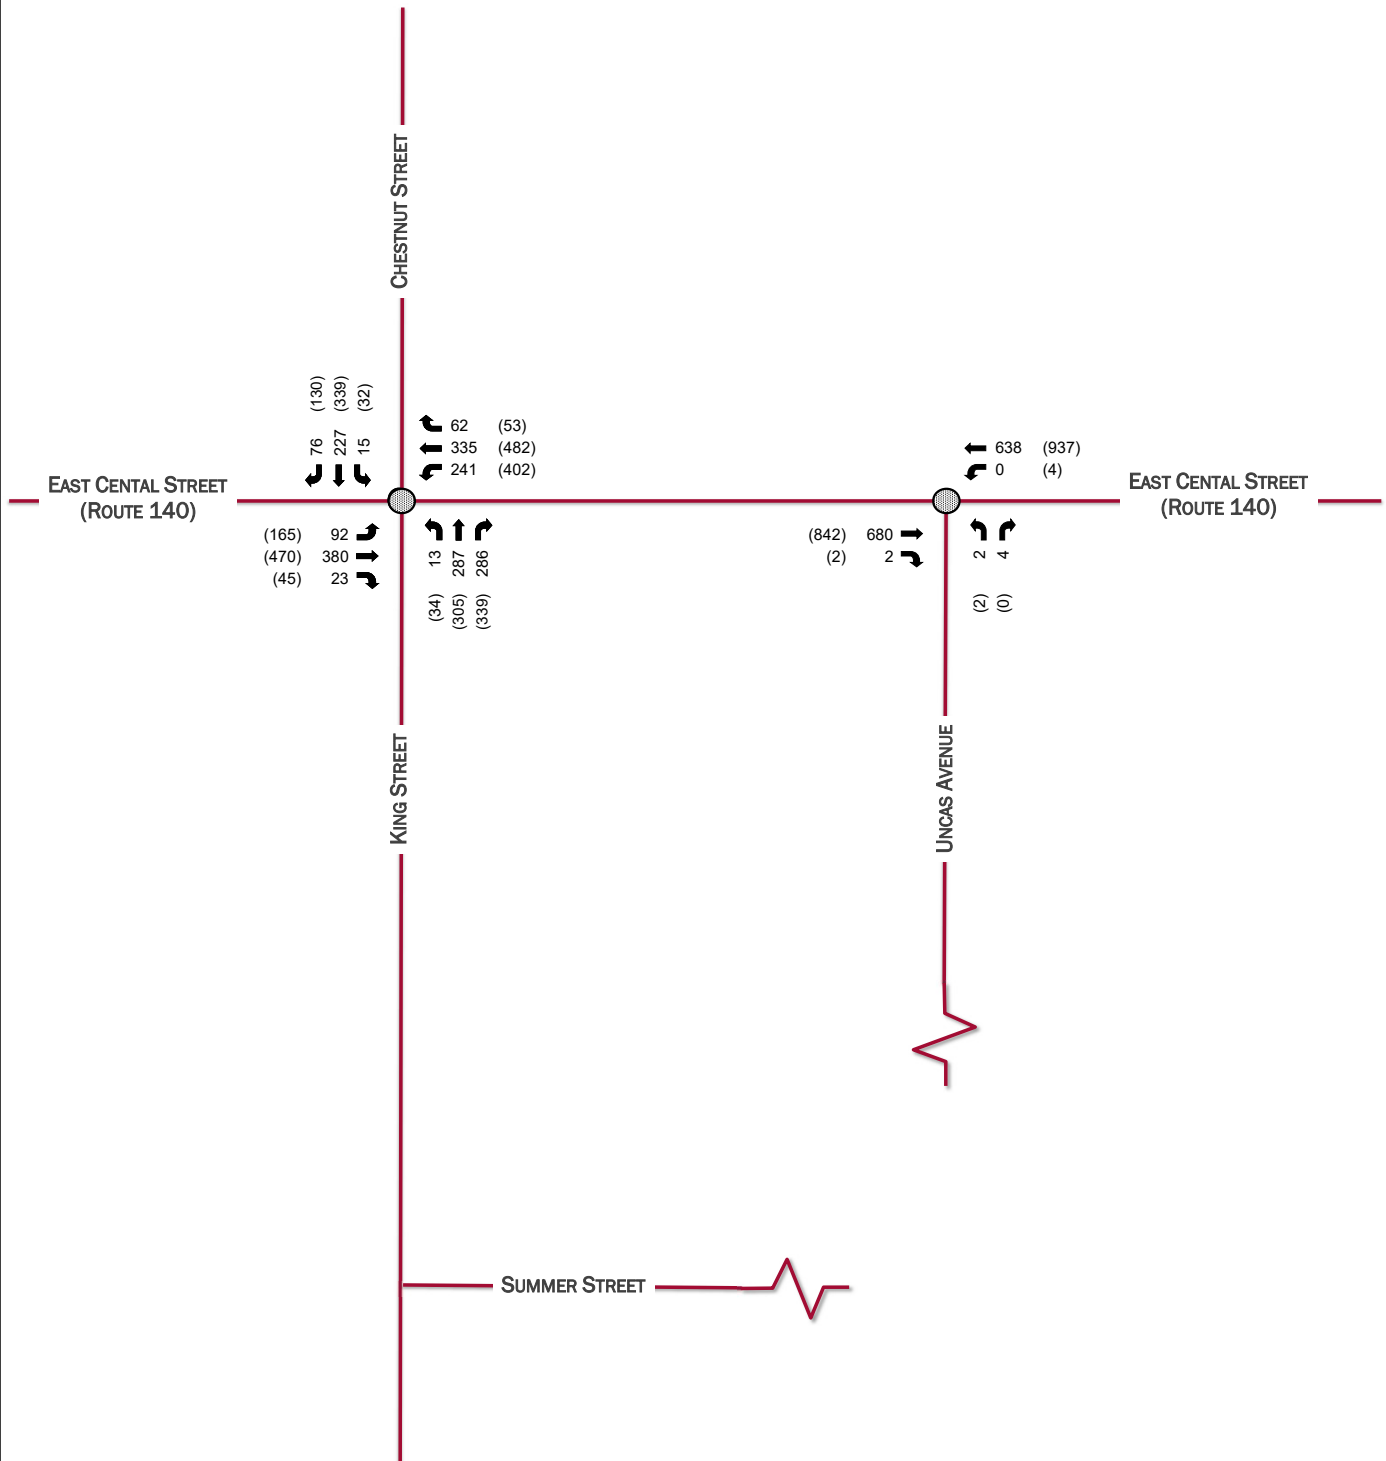 CHESTNUT STREET
(130) (339) (32)
76 227 15
62 (53)
335 (482)
241 (402)
638 (937)
0 (4)
EAST CENTAL STREET
(ROUTE 140)
EAST CENTAL STREET
(ROUTE 140)
(165) 92
(470) 380
(45) 23
13 287 286
(34) (305) (339)
(842) 680
(2) 2
2 4
(2) (0)
KING STREET
UNCAS AVENUE
SUMMER STREET